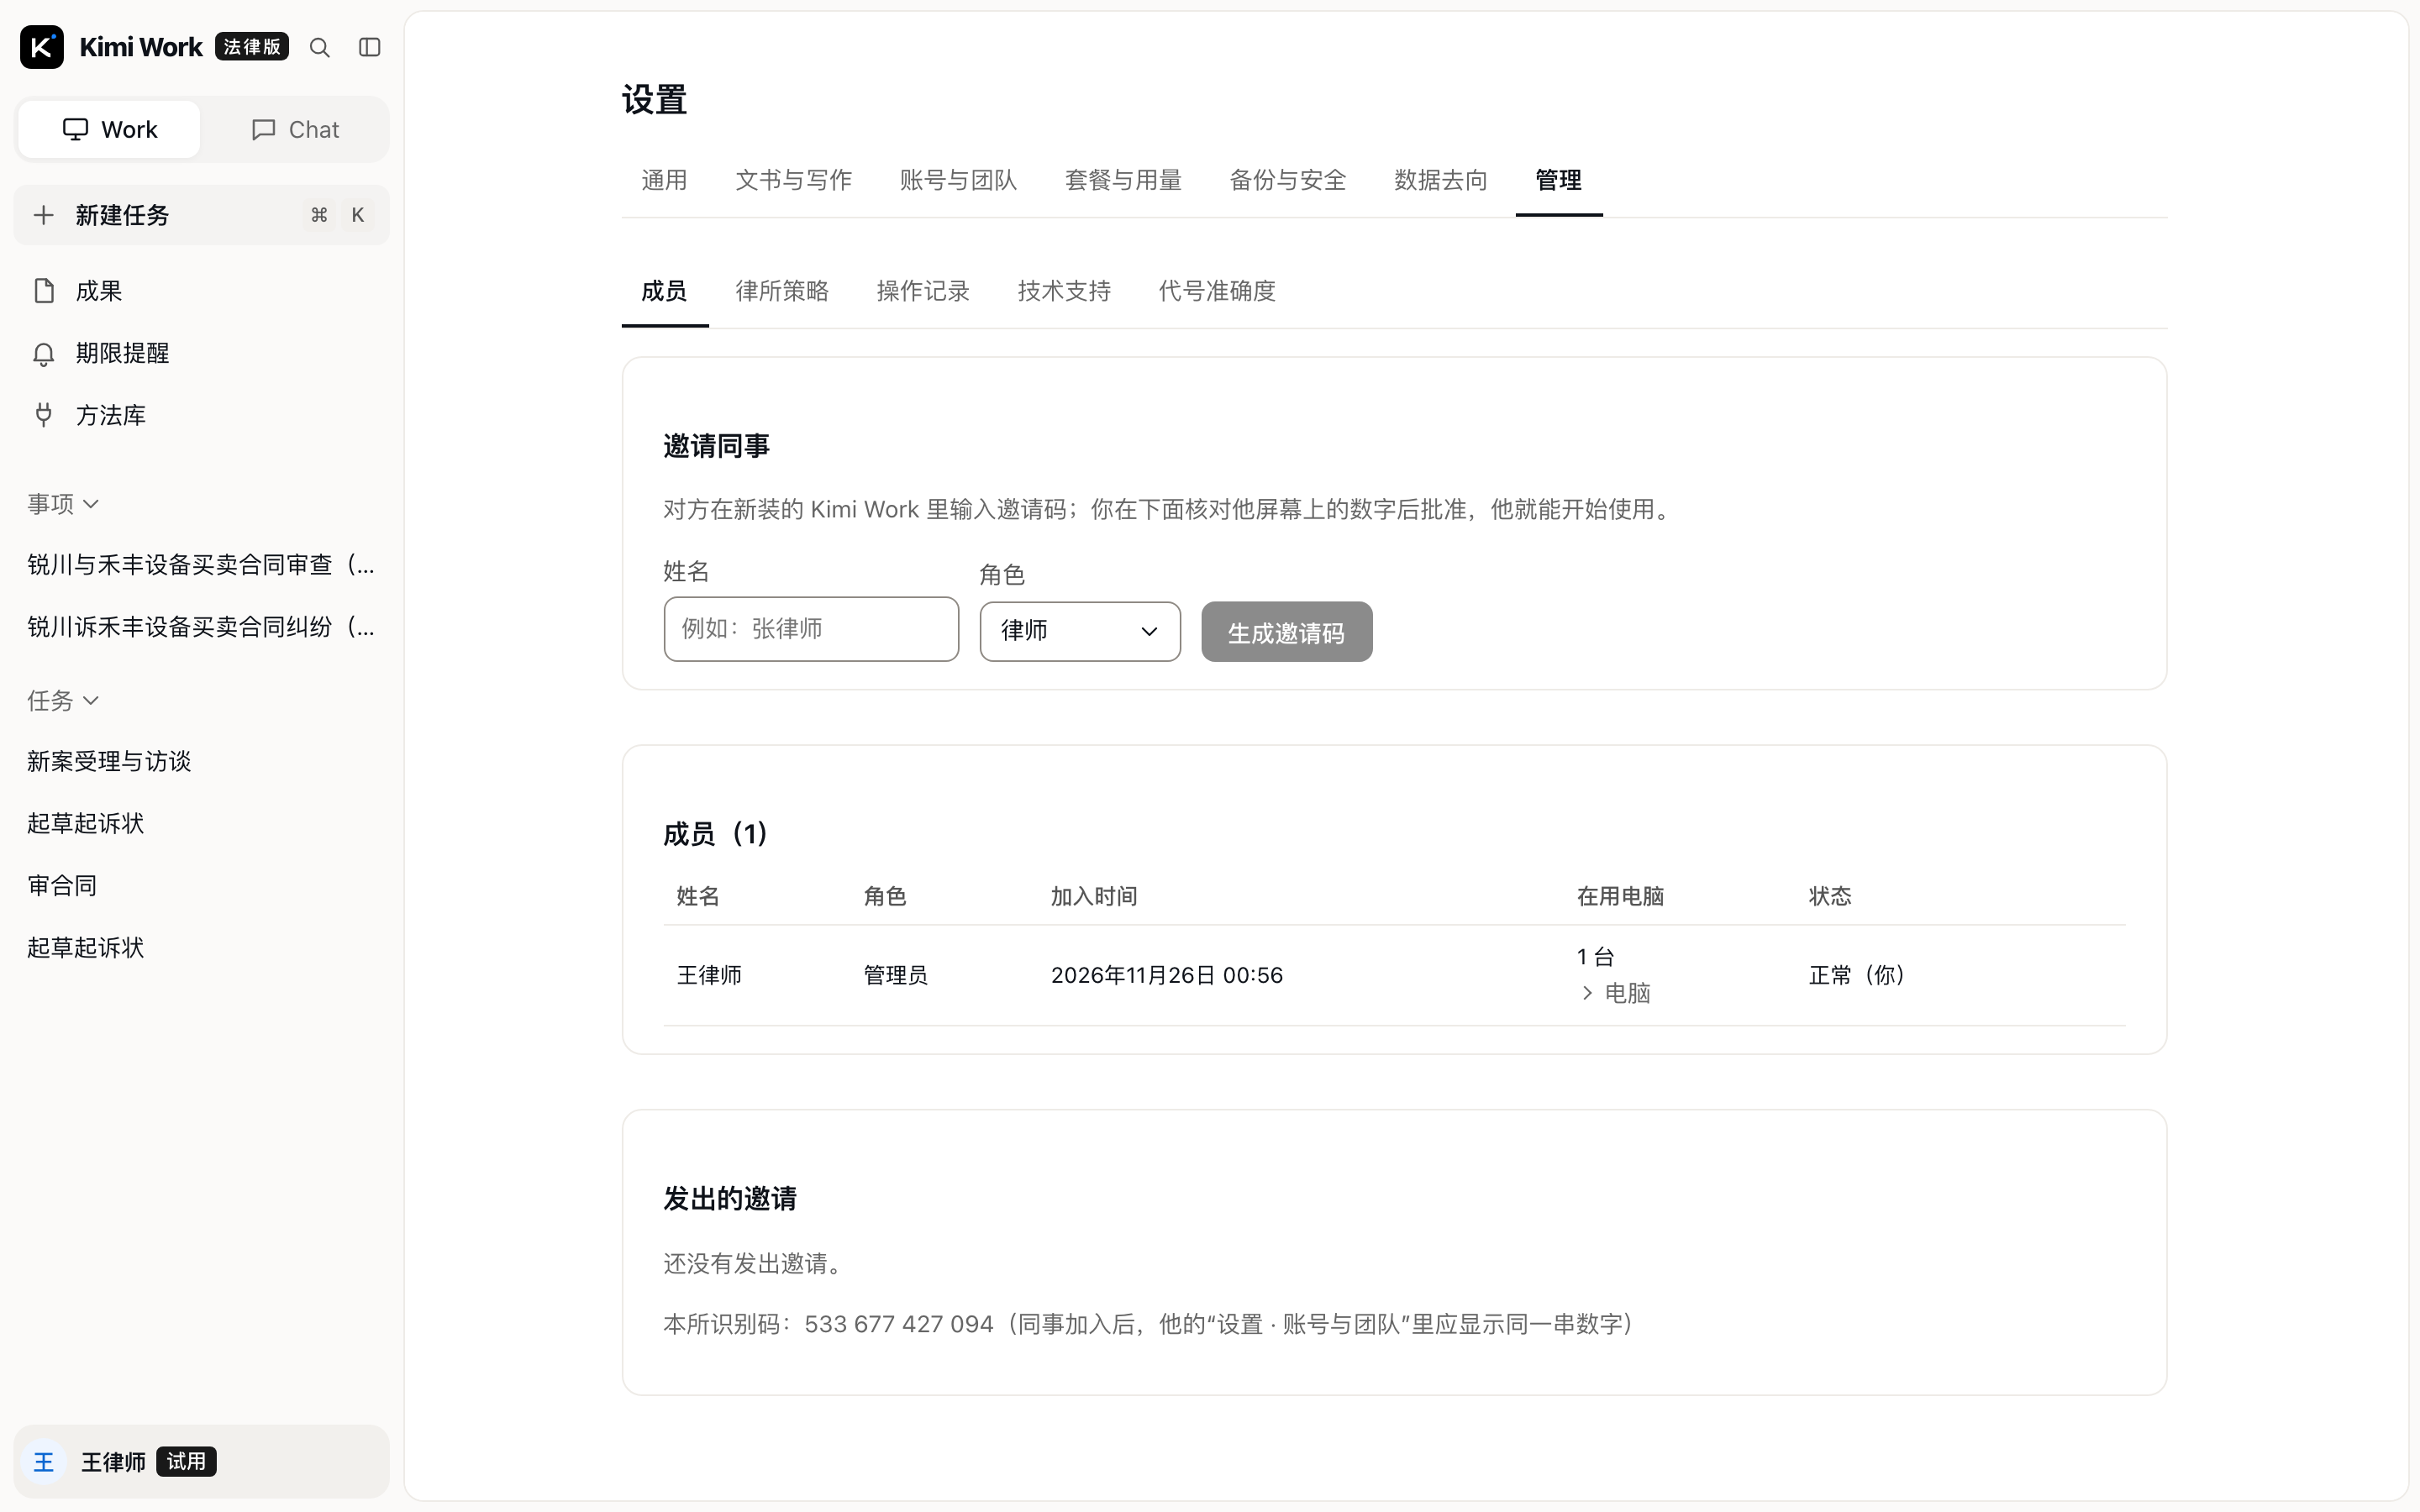 Kimi Work 法律版
Work
Chat
新建任务 ⌘ K
成果
期限提醒
方法库
事项
锐川与禾丰设备买卖合同审查（...
锐川诉禾丰设备买卖合同纠纷（...
任务
新案受理与访谈
起草起诉状
审合同
起草起诉状
王 王律师 试用
设置
通用 文书与写作 账号与团队 套餐与用量 备份与安全 数据去向 管理
成员 律所策略 操作记录 技术支持 代号准确度
邀请同事
对方在新装的 Kimi Work 里输入邀请码；你在下面核对他屏幕上的数字后批准，他就能开始使用。
姓名 角色
例如：张律师 律师 生成邀请码
成员（1）
姓名 角色 加入时间 在用电脑 状态
王律师 管理员 2026年11月26日 00:56 1 台 正常（你）
电脑
发出的邀请
还没有发出邀请。
本所识别码：533 677 427 094（同事加入后，他的“设置 · 账号与团队”里应显示同一串数字）